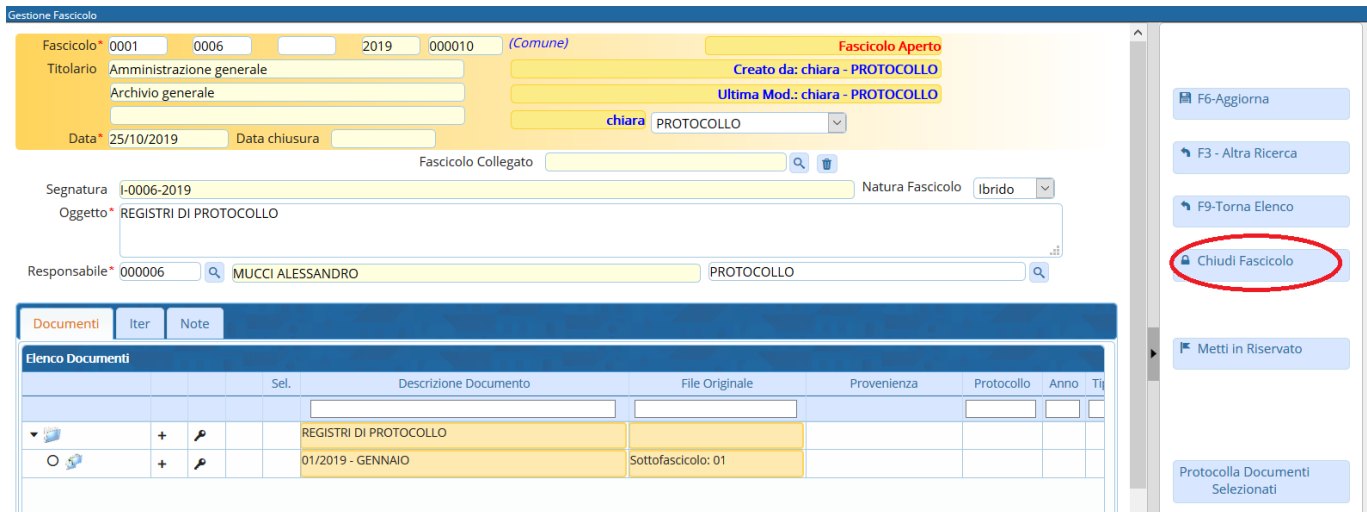 Gestione Fascicolo
Fascicolo* 0001 0006 2019 000010 (Comune) Fascicolo Aperto
Titolario Amministrazione generale Creato da: chiara - PROTOCOLLO
Archivio generale Ultima Mod.: chiara - PROTOCOLLO
chiara PROTOCOLLO
Data* 25/10/2019 Data chiusura
Fascicolo Collegato
Segnatura I-0006-2019 Natura Fascicolo Ibrido
Oggetto* REGISTRI DI PROTOCOLLO
Responsabile* 000006 MUCCI ALESSANDRO PROTOCOLLO
Documenti Iter Note
Elenco Documenti
Sel. Descrizione Documento File Originale Provenienza Protocollo Anno
REGISTRI DI PROTOCOLLO
01/2019 - GENNAIO Sottofascicolo: 01
F6-Aggiorna
F3 - Altra Ricerca
F9-Torna Elenco
Chiudi Fascicolo
Metti in Riservato
Protocolla Documenti
Selezionati